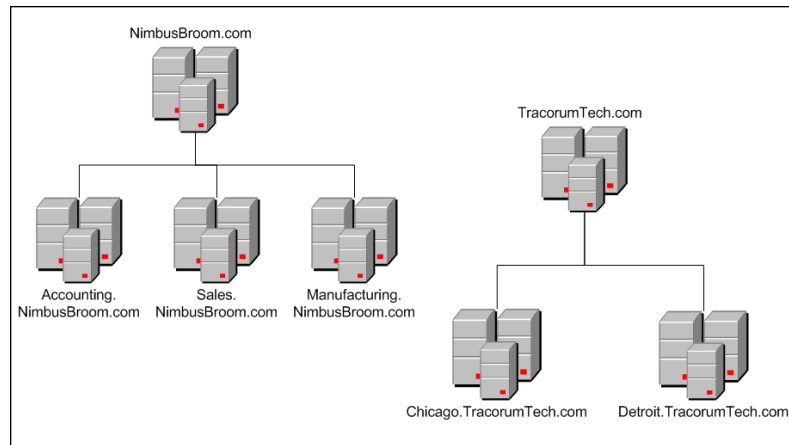 NimbusBroom.com
TracorumTech.com
Accounting.
NimbusBroom.com
Sales.
NimbusBroom.com
Manufacturing.
NimbusBroom.com
Chicago.TracorumTech.com
Detroit.TracorumTech.com